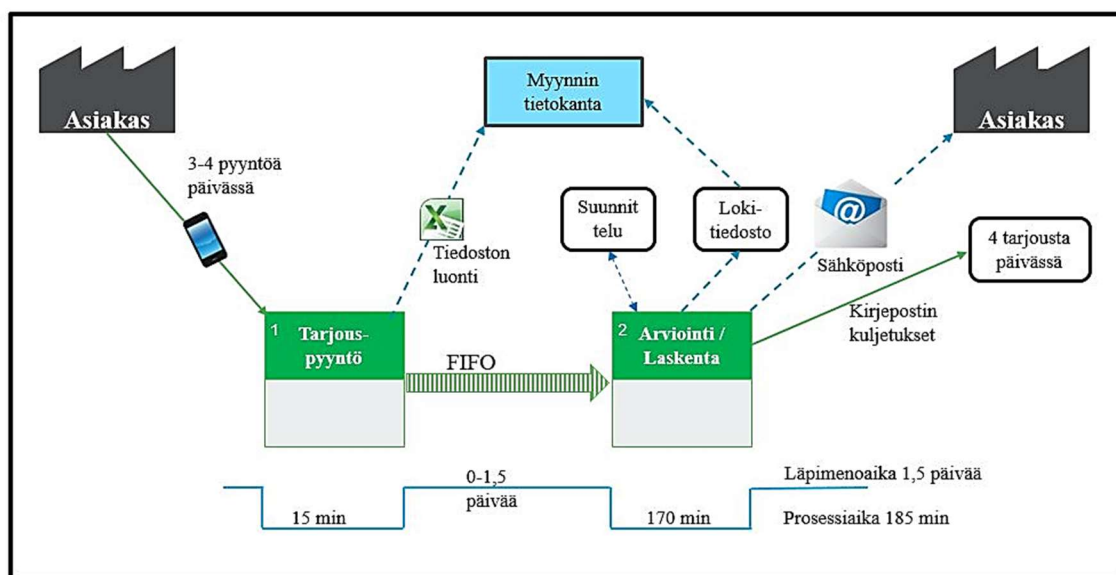 Asiakas
3-4 pyyntöä
päivässä
Myynnin
tietokanta
Asiakas
Tiedoston
luonti
Suunnit
telu
Loki-
tiedosto
@
Sähköposti
4 tarjousta
päivässä
Kirjepostin
kuljetukset
1 Tarjous-
pyyntö
FIFO
2 Arviointi /
Laskenta
0-1,5
päivää
15 min
170 min
Läpimenoaika 1,5 päivää
Prosessiaika 185 min